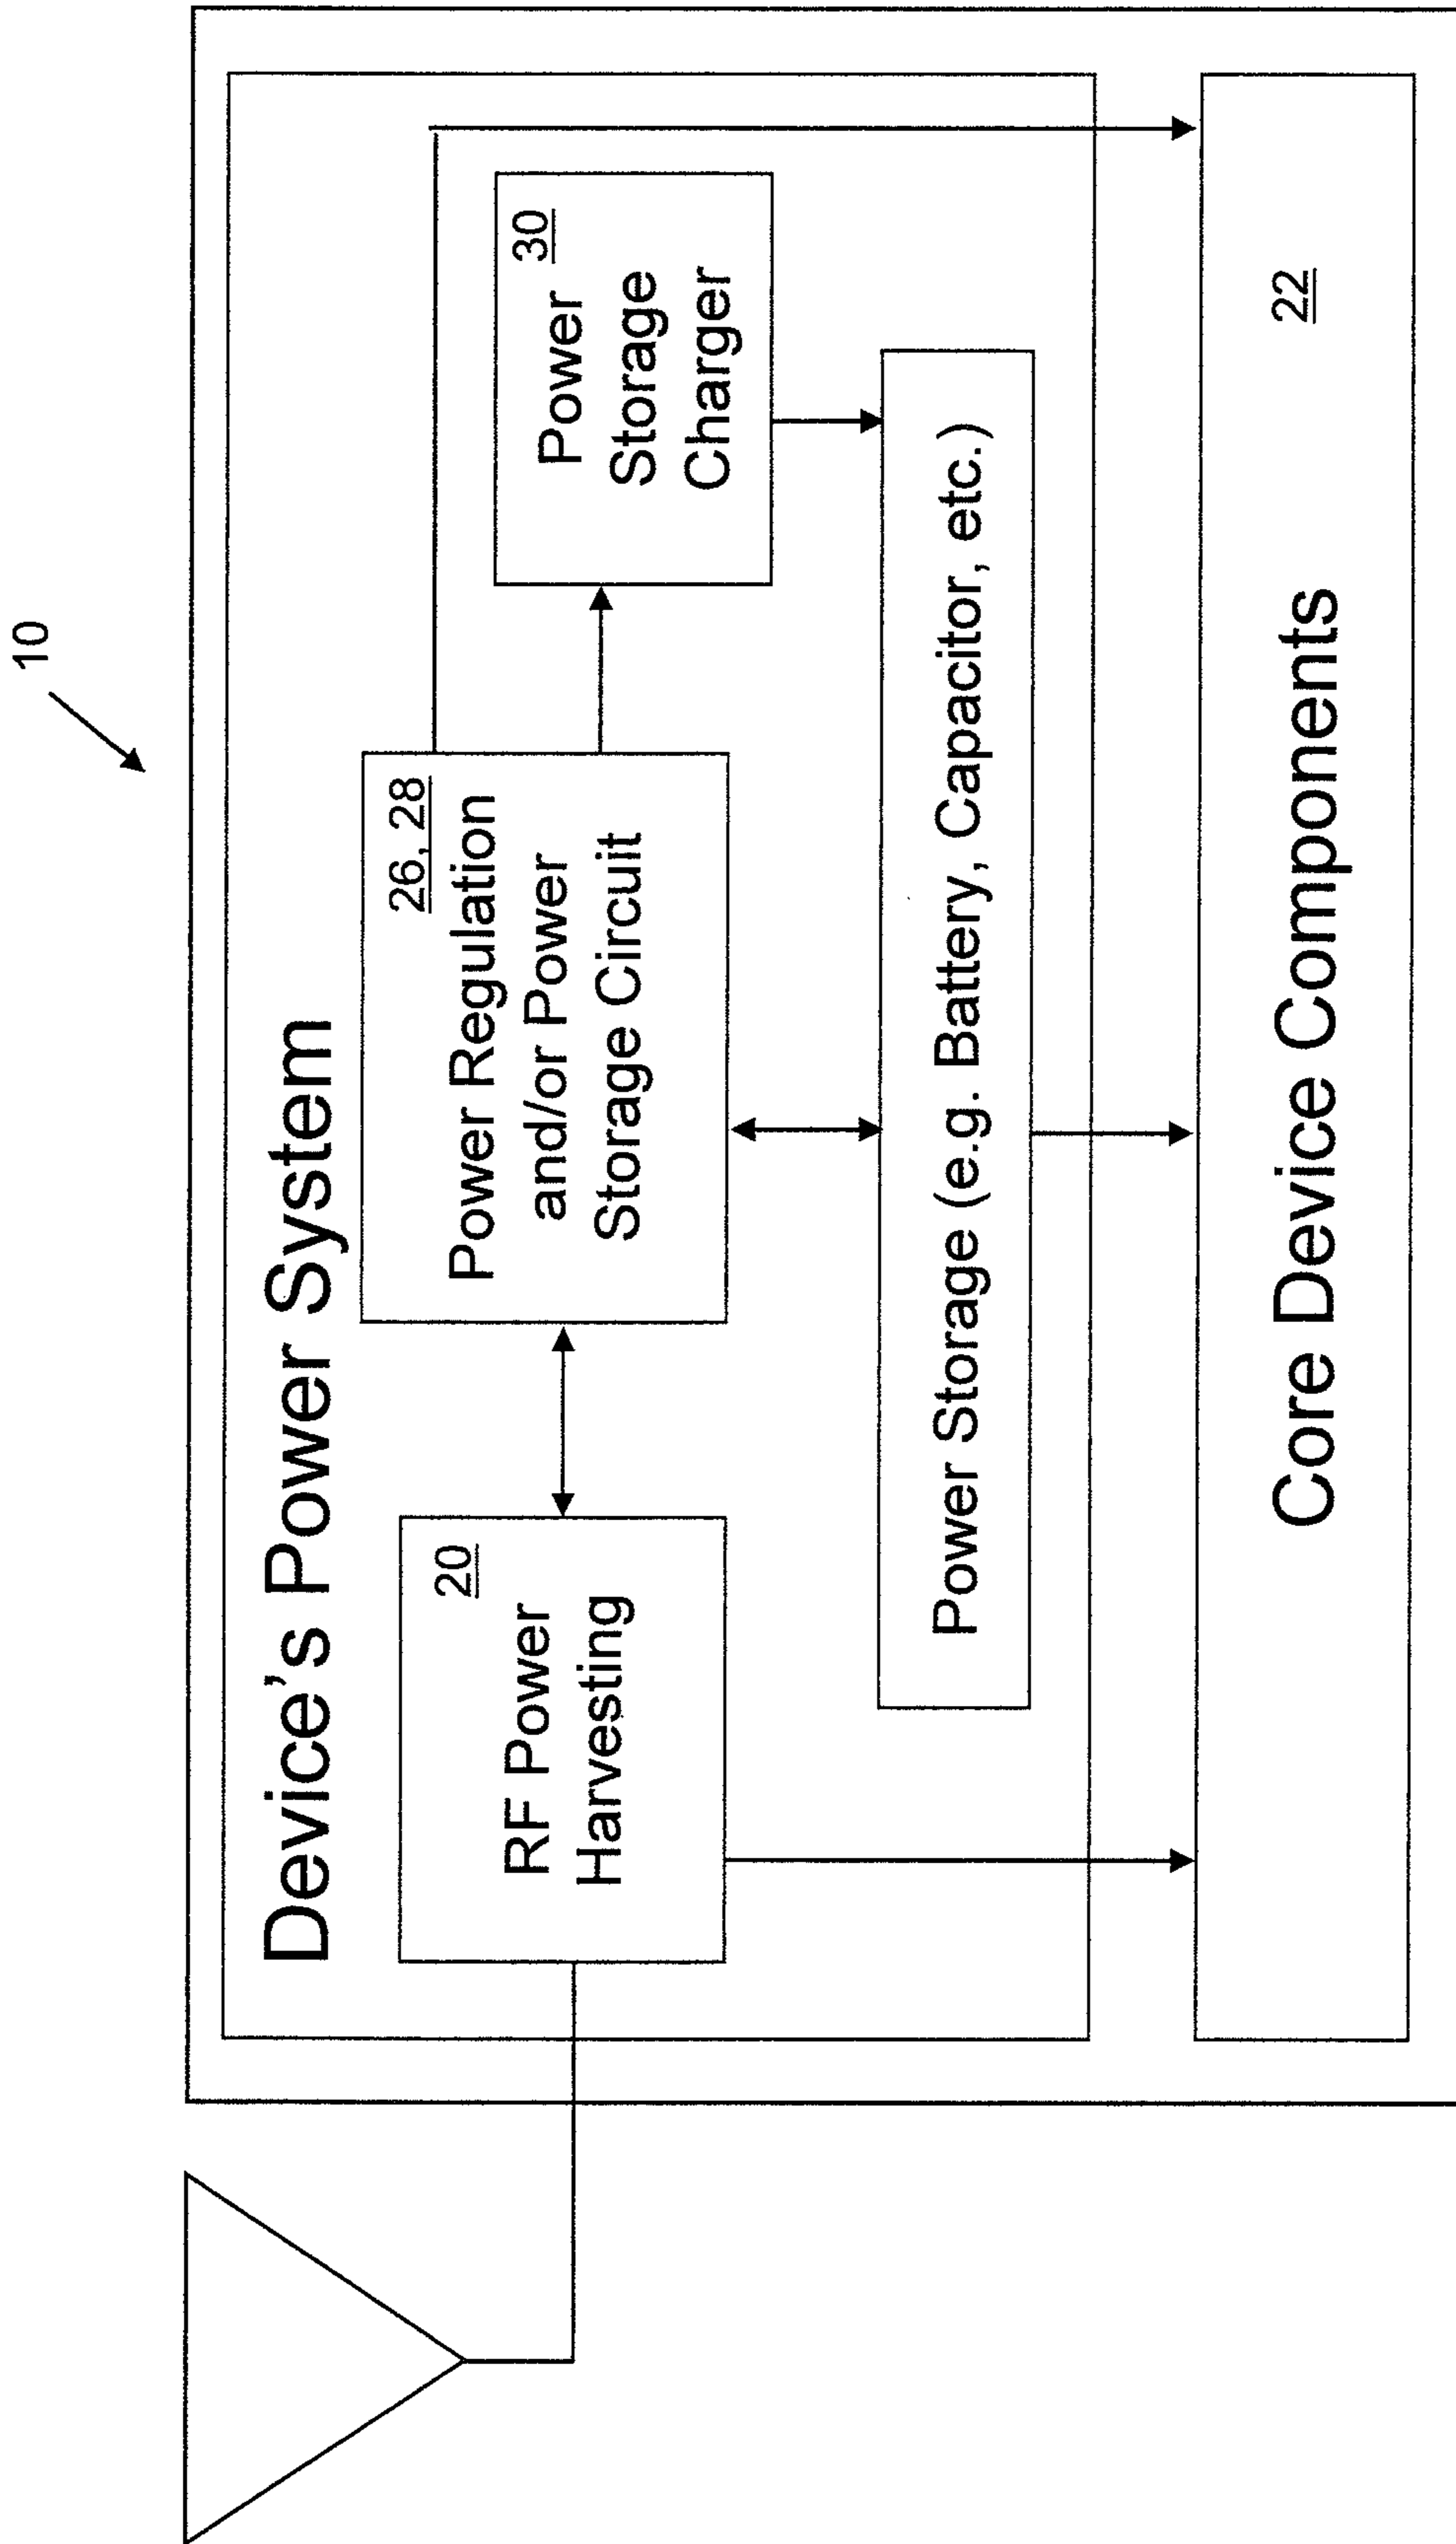 10
Device's Power System
20
RF Power
Harvesting
26, 28
Power Regulation
and/or Power
Storage Circuit
30
Power
Storage
Charger
Power Storage (e.g. Battery, Capacitor, etc.)
22
Core Device Components